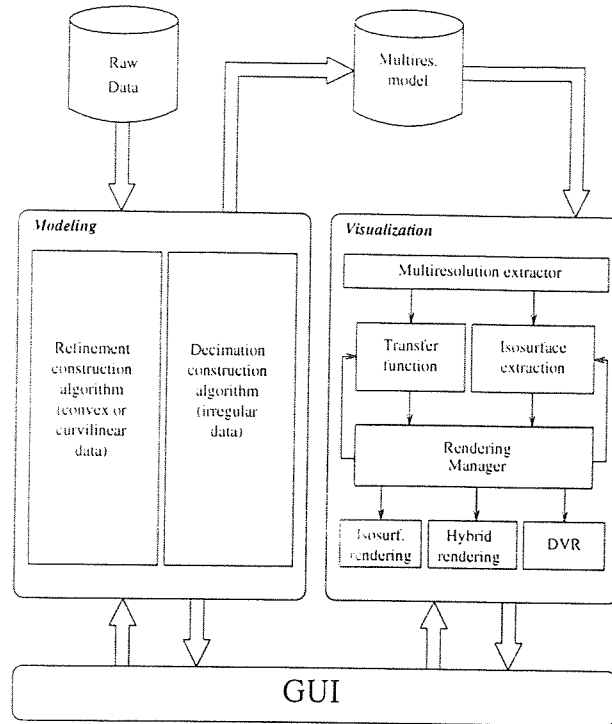 Raw
Data
Multires.
model
Modeling
Refinement
construction
algorithm
(convex or
curvilinear
data)
Decimation
construction
algorithm
(irregular
data)
Visualization
Multiresolution extractor
Transfer
function
Isosurface
extraction
Rendering
Manager
Isosurf.
rendering
Hybrid
rendering
DVR
GUI